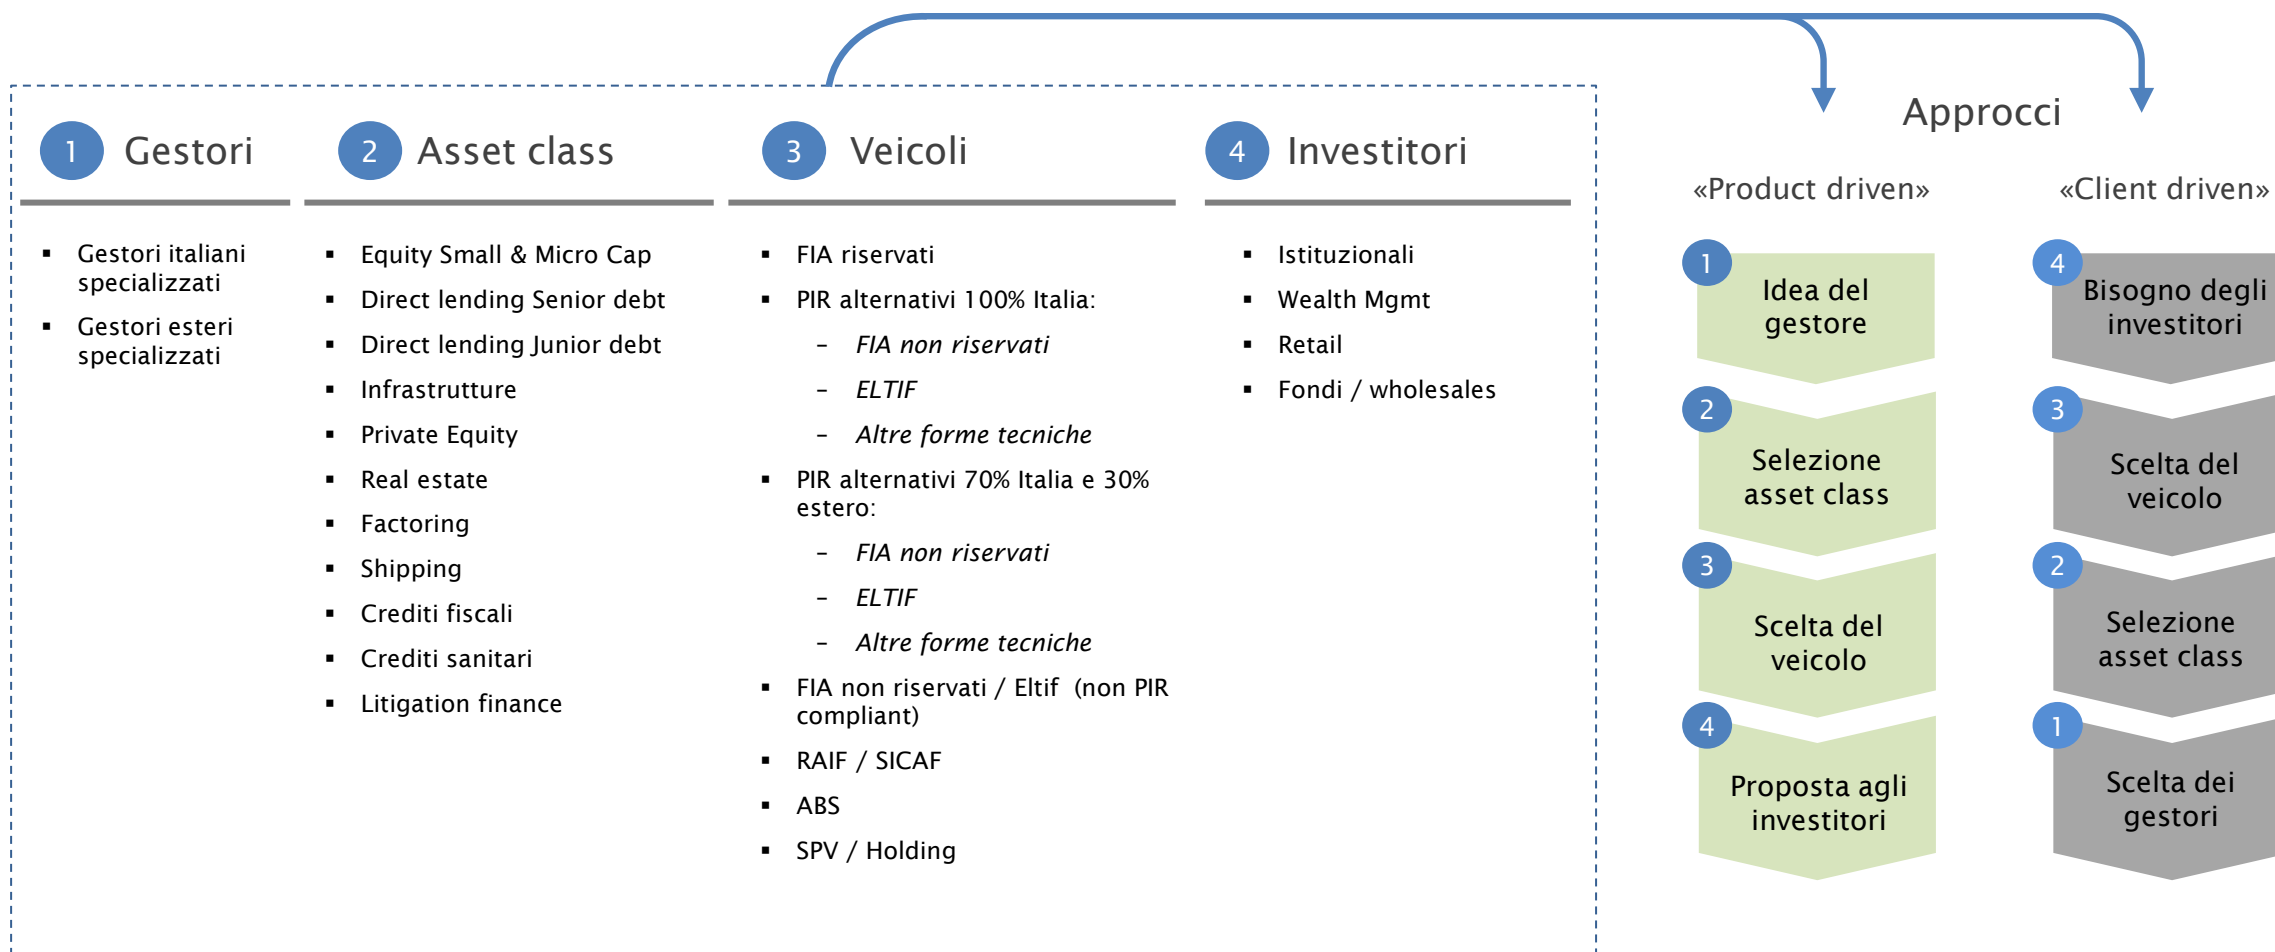 1 Gestori
Gestori italiani
specializzati
Gestori esteri
specializzati
2 Asset class
Equity Small & Micro Cap
Direct lending Senior debt
Direct lending Junior debt
Infrastrutture
Private Equity
Real estate
Factoring
Shipping
Crediti fiscali
Crediti sanitari
Litigation finance
3 Veicoli
FIA riservati
PIR alternativi 100% Italia:
– FIA non riservati
– ELTIF
– Altre forme tecniche
PIR alternativi 70% Italia e 30%
estero:
– FIA non riservati
– ELTIF
– Altre forme tecniche
FIA non riservati / Eltif (non PIR
compliant)
RAIF / SICAF
ABS
SPV / Holding
4 Investitori
Istituzionali
Wealth Mgmt
Retail
Fondi / wholesales
Approcci
«Product driven»
1
Idea del
gestore
2
Selezione
asset class
3
Scelta del
veicolo
4
Proposta agli
investitori
«Client driven»
4
Bisogno degli
investitori
3
Scelta del
veicolo
2
Selezione
asset class
1
Scelta dei
gestori